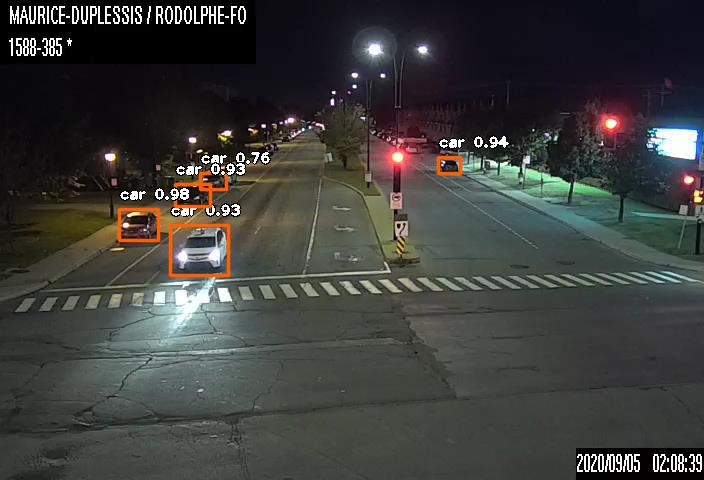 MAURICE-DUPLESSIS / RODOLPHE-FO
1588-385 *
car 0.94
car 0.76
car 0.93
car 0.98
car 0.93
2020/09/05 02:08:39